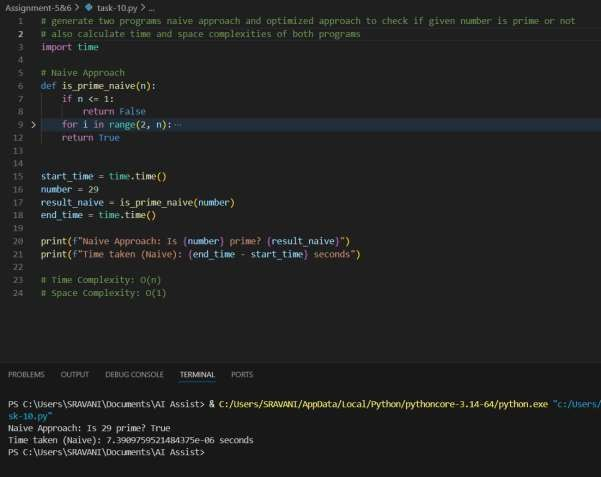 Assignment-5&6 > task-10.py > ...
1 # generate two programs naive approach and optimized approach to check if given number is prime or not
2 # also calculate time and space complexities of both programs
3 import time
4
5 # Naive Approach
6 def is_prime_naive(n):
7 if n <= 1:
8 return False
9 > for i in range(2, n): ...
12 return True
13
14
15 start_time = time.time()
16 number = 29
17 result_naive = is_prime_naive(number)
18 end_time = time.time()
19
20 print(f"Naive Approach: Is {number} prime? {result_naive}")
21 print(f"Time taken (Naive): {end_time - start_time} seconds")
22
23 # Time Complexity: O(n)
24 # Space Complexity: O(1)
PROBLEMS OUTPUT DEBUG CONSOLE TERMINAL PORTS
PS C:\Users\SRAVANI\Documents\AI Assist> & C:/Users/SRAVANI/AppData/Local/Python/pythoncore-3.14-64/python.exe "c:/Users/
sk-10.py"
Naive Approach: Is 29 prime? True
Time taken (Naive): 7.3909759521484375e-06 seconds
PS C:\Users\SRAVANI\Documents\AI Assist>